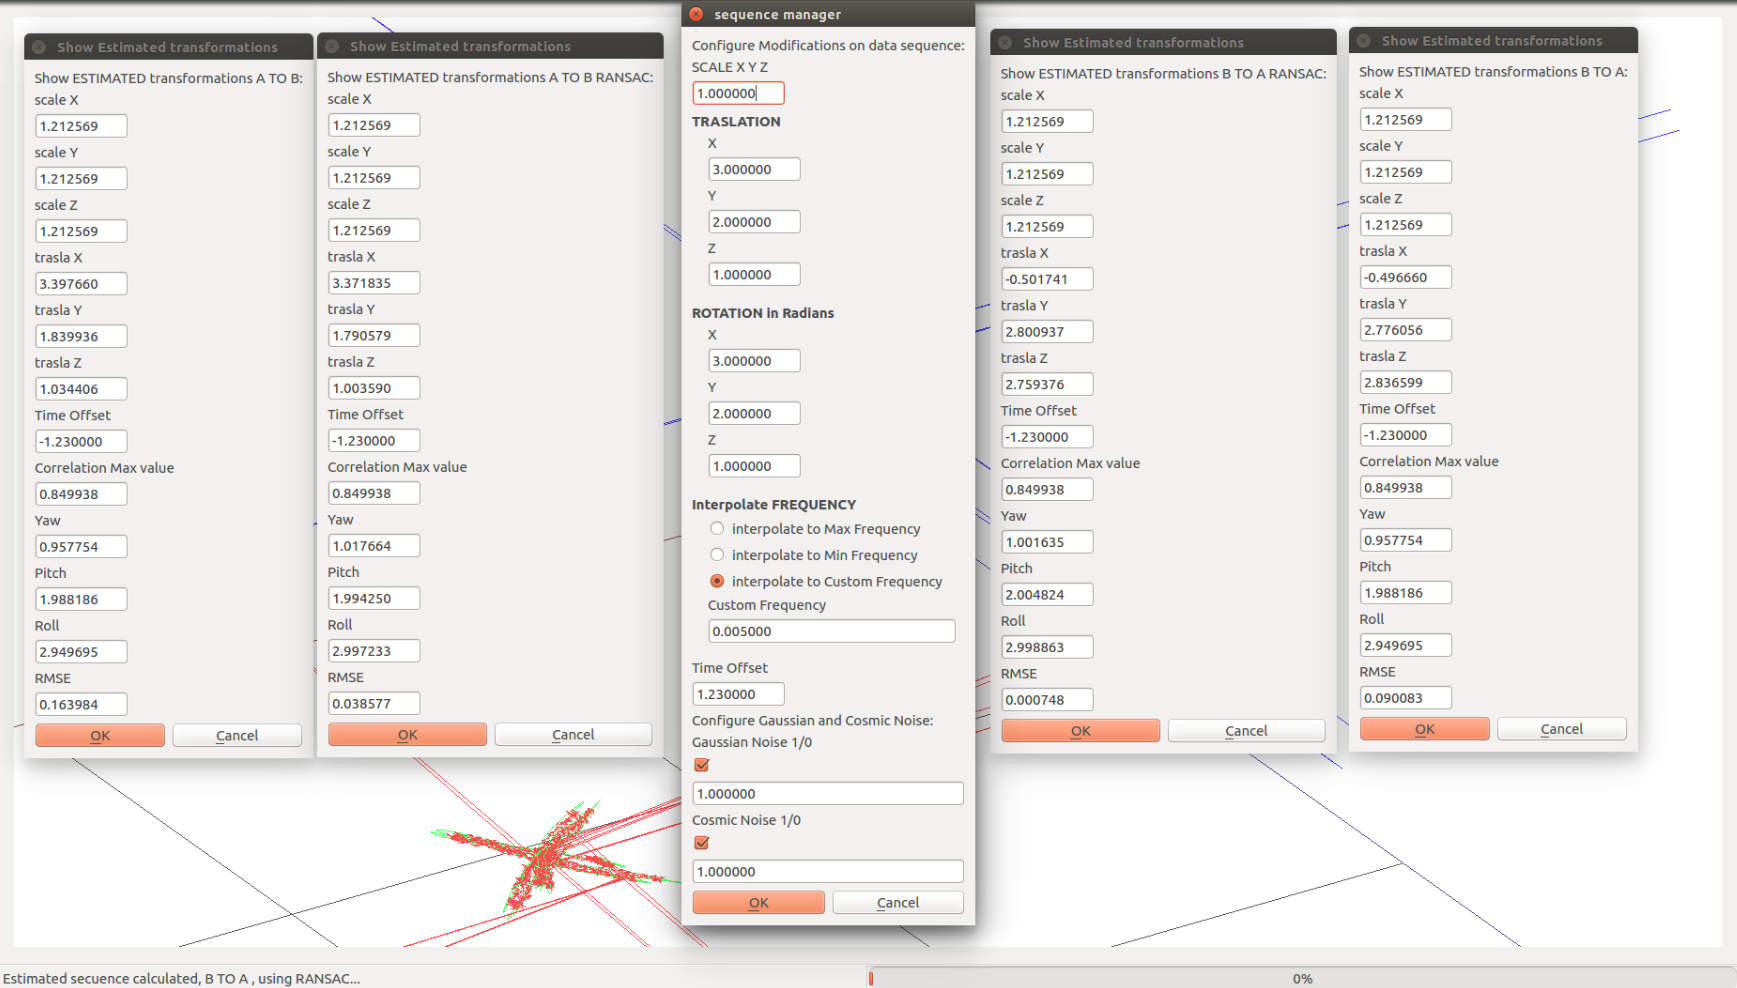 Show Estimated transformations
Show ESTIMATED transformations A TO B:
scale X
1.212569
scale Y
1.212569
scale Z
1.212569
trasla X
3.397660
trasla Y
1.839936
trasla Z
1.034406
Time Offset
-1.230000
Correlation Max value
0.849938
Yaw
0.957754
Pitch
1.988186
Roll
2.949695
RMSE
0.163984
OK
Cancel
Show Estimated transformations
Show ESTIMATED transformations A TO B RANSAC:
scale X
1.212569
scale Y
1.212569
scale Z
1.212569
trasla X
3.371835
trasla Y
1.790579
trasla Z
1.003590
Time Offset
-1.230000
Correlation Max value
0.849938
Yaw
1.017664
Pitch
1.994250
Roll
2.997233
RMSE
0.038577
OK
Cancel
sequence manager
Configure Modifications on data sequence:
SCALE X Y Z
1.000000
TRASLATION
X
3.000000
Y
2.000000
Z
1.000000
ROTATION in Radians
X
3.000000
Y
2.000000
Z
1.000000
Interpolate FREQUENCY
interpolate to Max Frequency
interpolate to Min Frequency
interpolate to Custom Frequency
Custom Frequency
0.005000
Time Offset
1.230000
Configure Gaussian and Cosmic Noise:
Gaussian Noise 1/0
1.000000
Cosmic Noise 1/0
1.000000
OK
Cancel
Show Estimated transformations
Show ESTIMATED transformations B TO A RANSAC:
scale X
1.212569
scale Y
1.212569
scale Z
1.212569
trasla X
-0.501741
trasla Y
2.800937
trasla Z
2.759376
Time Offset
-1.230000
Correlation Max value
0.849938
Yaw
1.001635
Pitch
2.004824
Roll
2.998863
RMSE
0.000748
OK
Cancel
Show Estimated transformations
Show ESTIMATED transformations B TO A:
scale X
1.212569
scale Y
1.212569
scale Z
1.212569
trasla X
-0.496660
trasla Y
2.776056
trasla Z
2.836599
Time Offset
-1.230000
Correlation Max value
0.849938
Yaw
0.957754
Pitch
1.988186
Roll
2.949695
RMSE
0.090083
OK
Cancel
Estimated secuence calculated, B TO A , using RANSAC...
0%